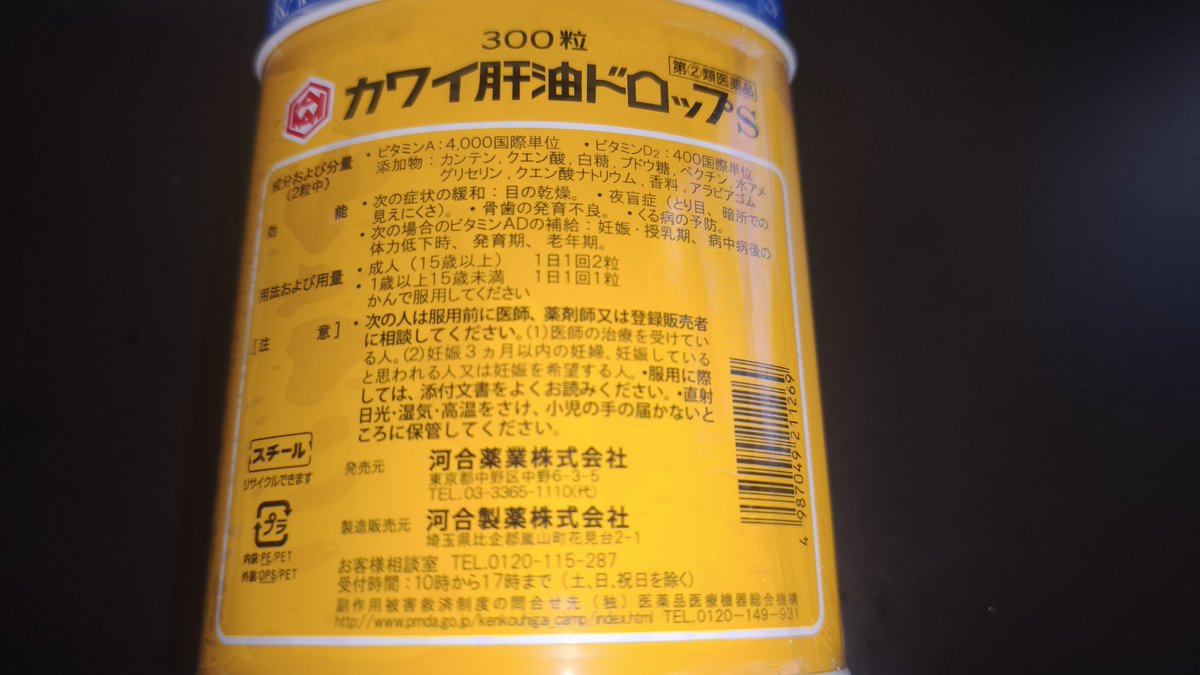 300粒
カワイ肝油ドロップS
第②類医薬品
成分および分量
(2粒中)
・ビタミンA:4,000国際単位 ・ビタミンD2:400国際単位
添加物:カンテン,クエン酸,白糖,ブドウ糖,ペクチン,水アメ
グリセリン,クエン酸ナトリウム,香料,アラビアゴム
効 能
・次の症状の緩和:目の乾燥。 ・夜盲症(とり目、暗所での
見えにくさ)。 ・骨歯の発育不良。 ・くる病の予防。
・次の場合のビタミンADの補給:妊娠・授乳期、病中病後の
体力低下時、発育期、老年期。
用法および用量
・成人(15歳以上) 1日1回2粒
・1歳以上15歳未満 1日1回1粒
かんで服用してください
[注 意]
・次の人は服用前に医師、薬剤師又は登録販売者
に相談してください。(1)医師の治療を受けてい
る人。(2)妊娠3ヵ月以内の妊婦、妊娠している
と思われる人又は妊娠を希望する人。・服用に際
しては、添付文書をよくお読みください。・直射
日光・湿気・高温をさけ、小児の手の届かないと
ころに保管してください。
スチール
リサイクルできます
プラ
内袋:PE/PET
外装:OPS/PET
発売元 河合薬業株式会社
東京都中野区中野6-3-5
TEL.03-3365-1110(代)
製造販売元 河合製薬株式会社
埼玉県比企郡嵐山町花見台2-1
お客様相談室 TEL.0120-115-287
受付時間:10時から17時まで(土、日、祝日を除く)
副作用被害救済制度の問合せ先(独)医薬品医療機器総合機構
http://www.pmda.go.jp/kenkouhigai_camp/index.html TEL.0120-149-931
4 987049 211269